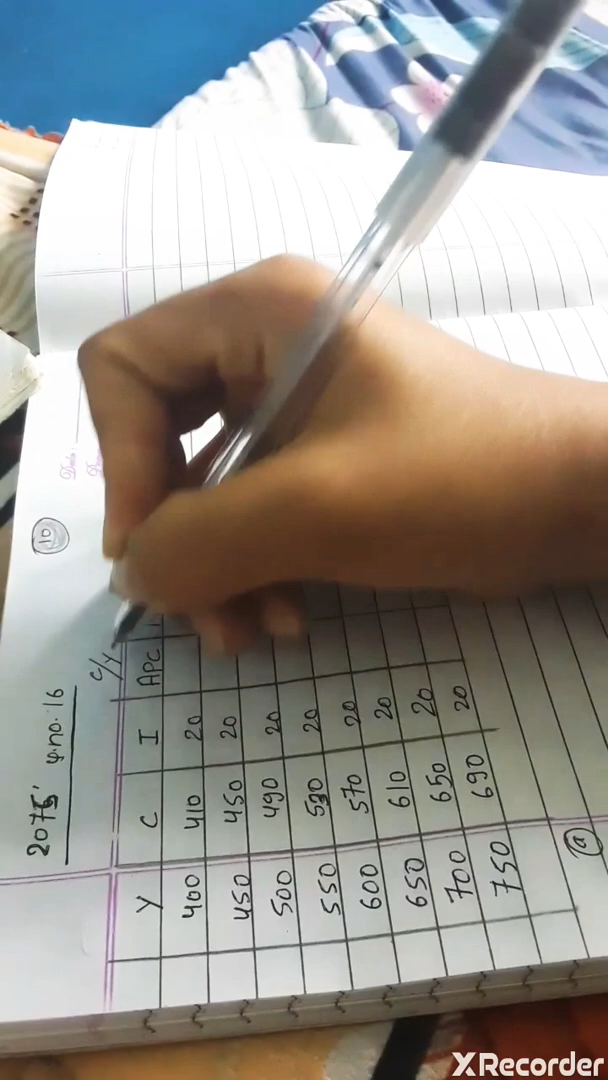 10
2075' q.no. 16
C/Y
Y C I APC
400 410 20
450 450 20
500 490 20
550 530 20
600 570 20
650 610 20
700 650 20
750 690 20
a
XRecorder